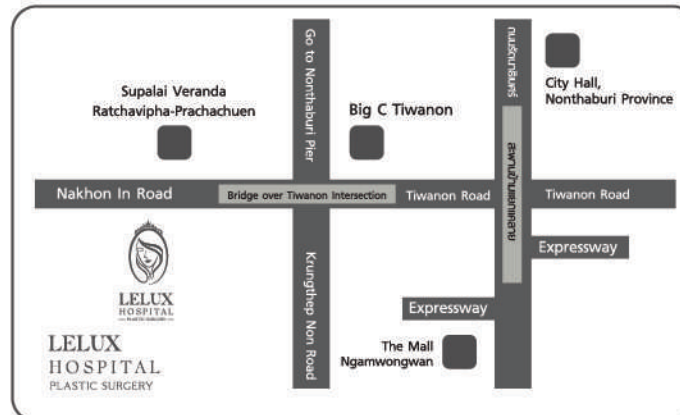 Go to Nonthaburi Pier
ถนนรัตนาธิเบศร์
City Hall,
Nonthaburi Province
Supalai Veranda
Ratchavipha-Prachachuen
Big C Tiwanon
Nakhon In Road
Bridge over Tiwanon Intersection
Tiwanon Road
สะพานข้ามแยกแคราย
Tiwanon Road
Expressway
Krungthep Non Road
Expressway
LELUX
HOSPITAL
PLASTIC SURGERY
LELUX
HOSPITAL
PLASTIC SURGERY
The Mall
Ngamwongwan